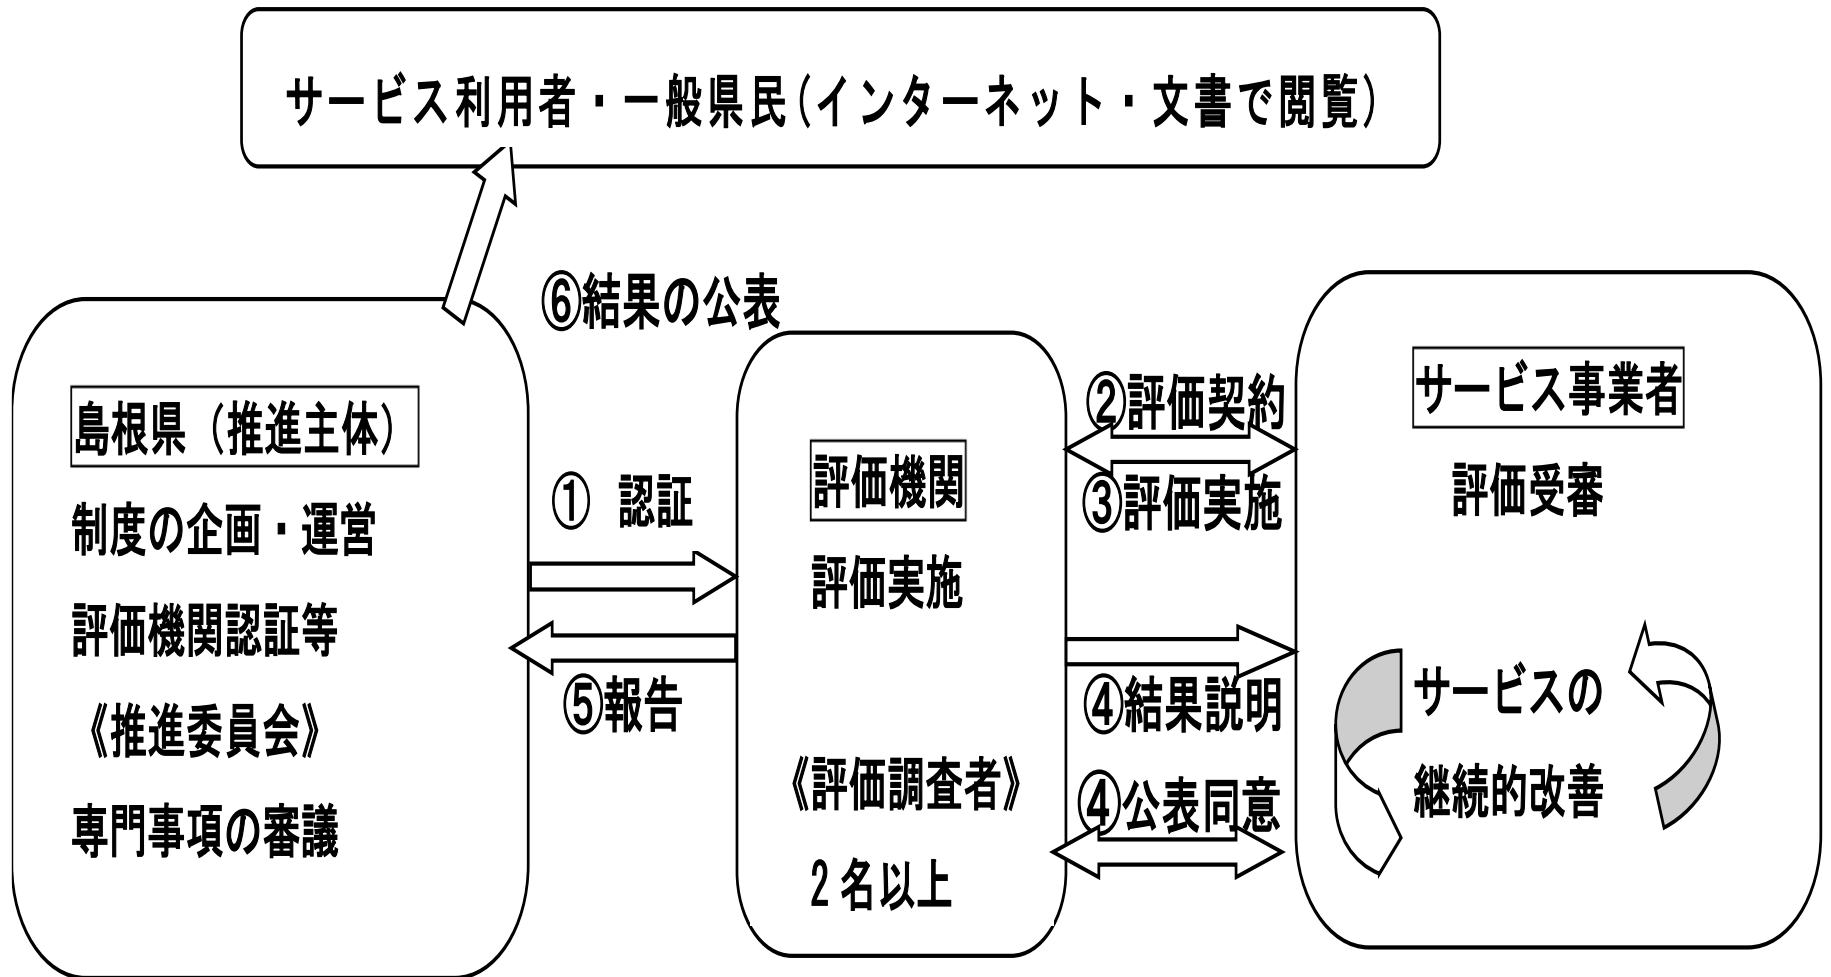 サービス利用者・一般県民(インターネット・文書で閲覧)
⑥結果の公表
島根県（推進主体）
制度の企画・運営
評価機関認証等
《推進委員会》
専門事項の審議
① 認証
⑤報告
評価機関
評価実施
《評価調査者》
2名以上
②評価契約
③評価実施
④結果説明
④公表同意
サービス事業者
評価受審
サービスの
継続的改善